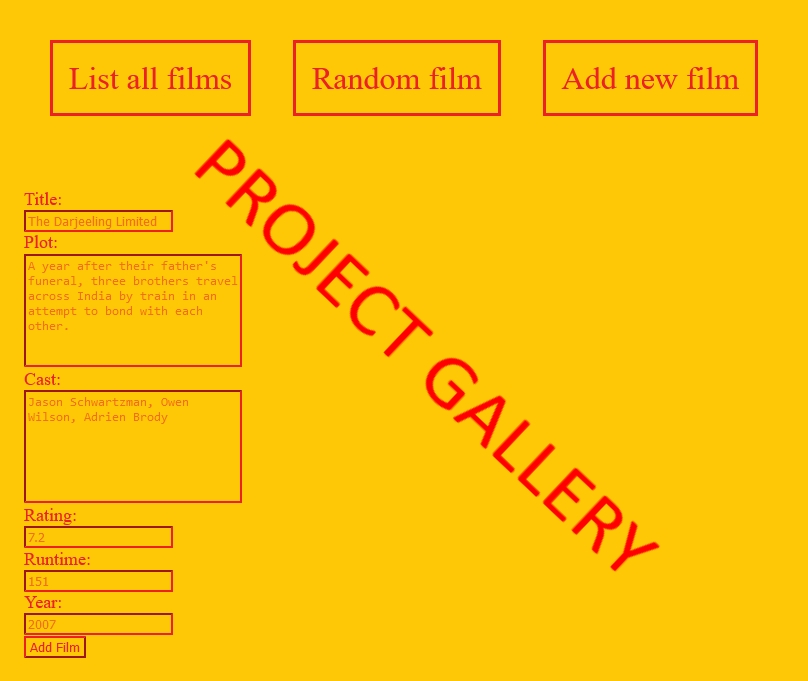 List all films
Random film
Add new film
PROJECT GALLERY
Title:
The Darjeeling Limited
Plot:
A year after their father's
funeral, three brothers travel
across India by train in an
attempt to bond with each
other.
Cast:
Jason Schwartzman, Owen
Wilson, Adrien Brody
Rating:
7.2
Runtime:
151
Year:
2007
Add Film